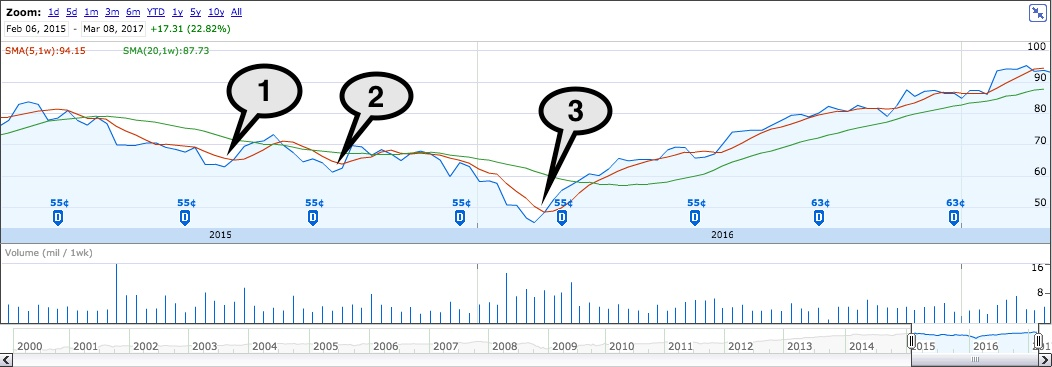 Zoom: 1d 5d 1m 3m 6m YTD 1y 5y 10y All
Feb 06, 2015 - Mar 08, 2017 +17.31 (22.82%)
SMA(5,1w):94.15 SMA(20,1w):87.73
100
90
80
70
60
50
1
2
3
55¢ 55¢ 55¢ 55¢ 55¢ 55¢ 63¢ 63¢
D D D D D D D D
2015 2016
Volume (mil / 1wk)
16
8
2000 2001 2002 2003 2004 2005 2006 2007 2008 2009 2010 2011 2012 2013 2014 2015 2016 201